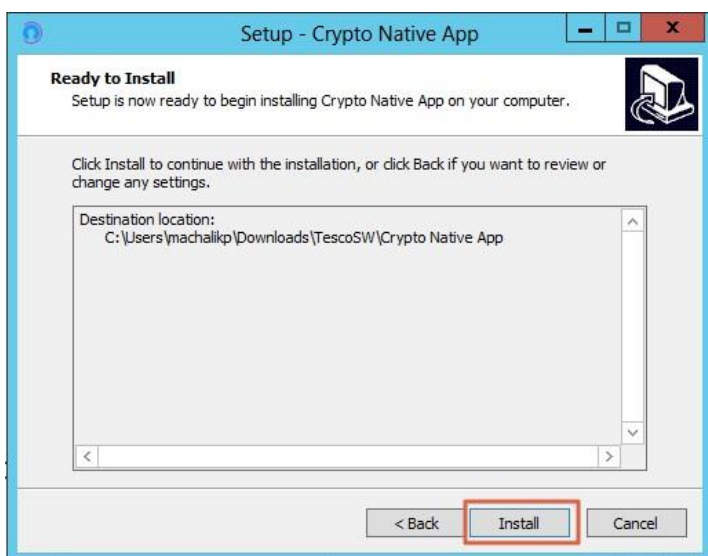 Setup - Crypto Native App
Ready to Install
Setup is now ready to begin installing Crypto Native App on your computer.
Click Install to continue with the installation, or click Back if you want to review or
change any settings.
Destination location:
C:\Users\machalikp\Downloads\TescoSW\Crypto Native App
< Back
Install
Cancel